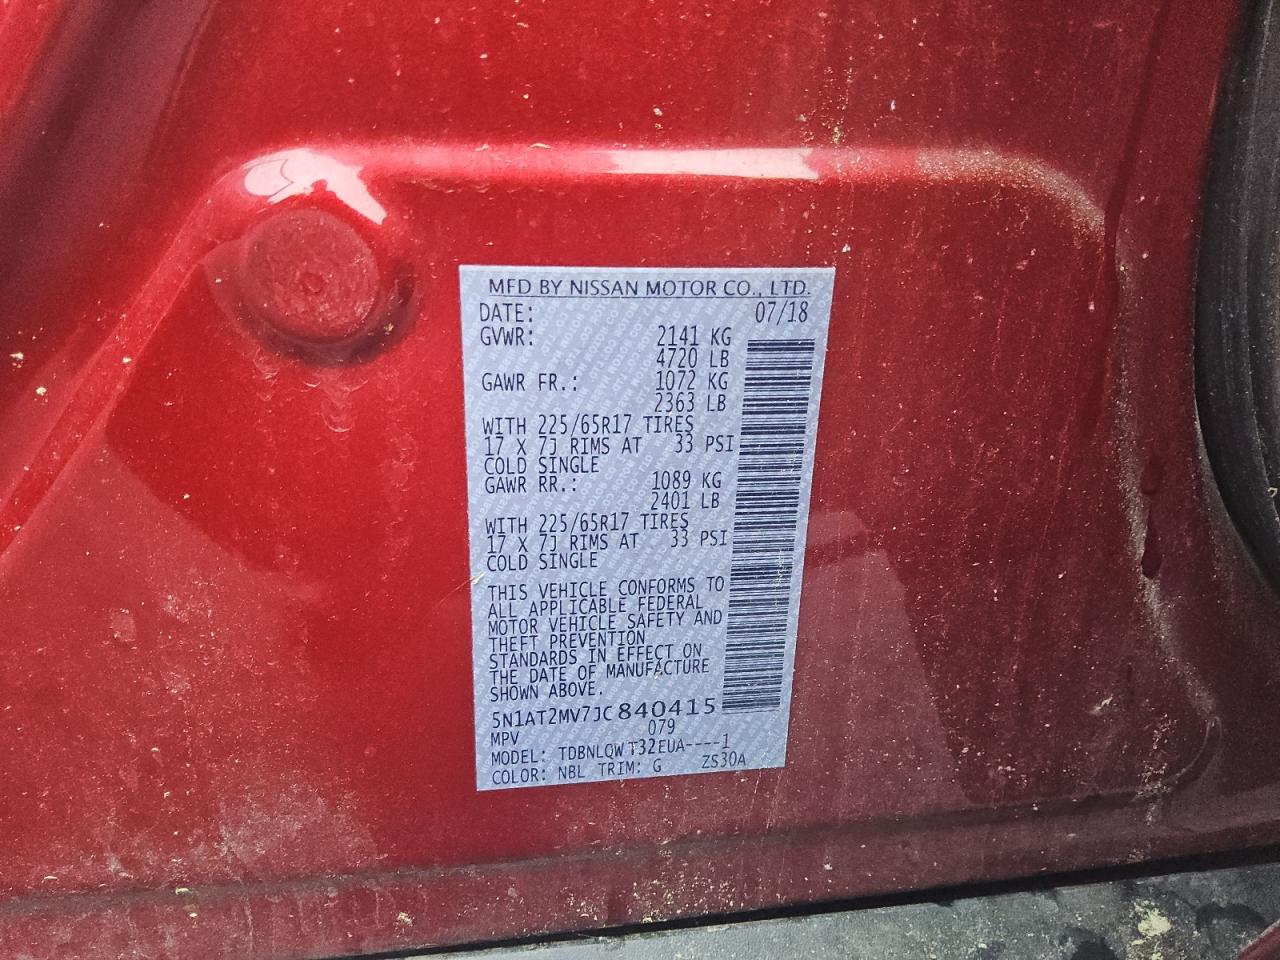 MFD BY NISSAN MOTOR CO., LTD.
DATE: 07/18
GVWR: 2141 KG
4720 LB
GAWR FR.: 1072 KG
2363 LB
WITH 225/65R17 TIRES
17 X 7J RIMS AT 33 PSI
COLD SINGLE
GAWR RR.: 1089 KG
2401 LB
WITH 225/65R17 TIRES
17 X 7J RIMS AT 33 PSI
COLD SINGLE
THIS VEHICLE CONFORMS TO
ALL APPLICABLE FEDERAL
MOTOR VEHICLE SAFETY AND
THEFT PREVENTION
STANDARDS IN EFFECT ON
THE DATE OF MANUFACTURE
SHOWN ABOVE.
5N1AT2MV7JC840415
MPV 079
MODEL: TDBNLQW T32EUA----1
COLOR: NBL TRIM: G ZS30A